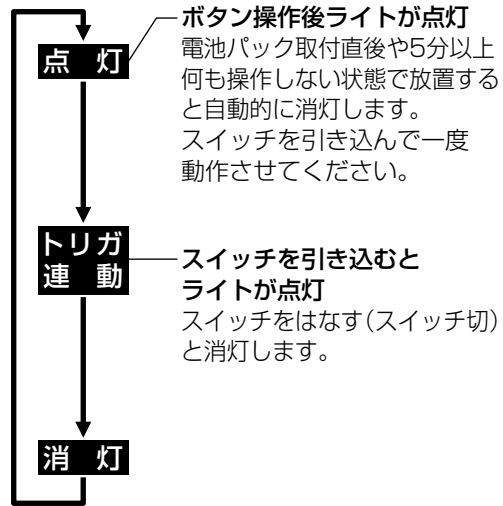 点 灯
ボタン操作後ライトが点灯
電池パック取付直後や5分以上
何も操作しない状態で放置する
と自動的に消灯します。
スイッチを引き込んで一度
動作させてください。
トリガ
連 動
スイッチを引き込むと
ライトが点灯
スイッチをはなす(スイッチ切)
と消灯します。
消 灯